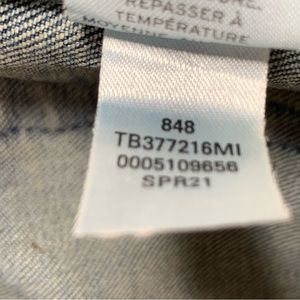 REPASSER À
TEMPÉRATURE
848
TB377216MI
0005109656
SPR21